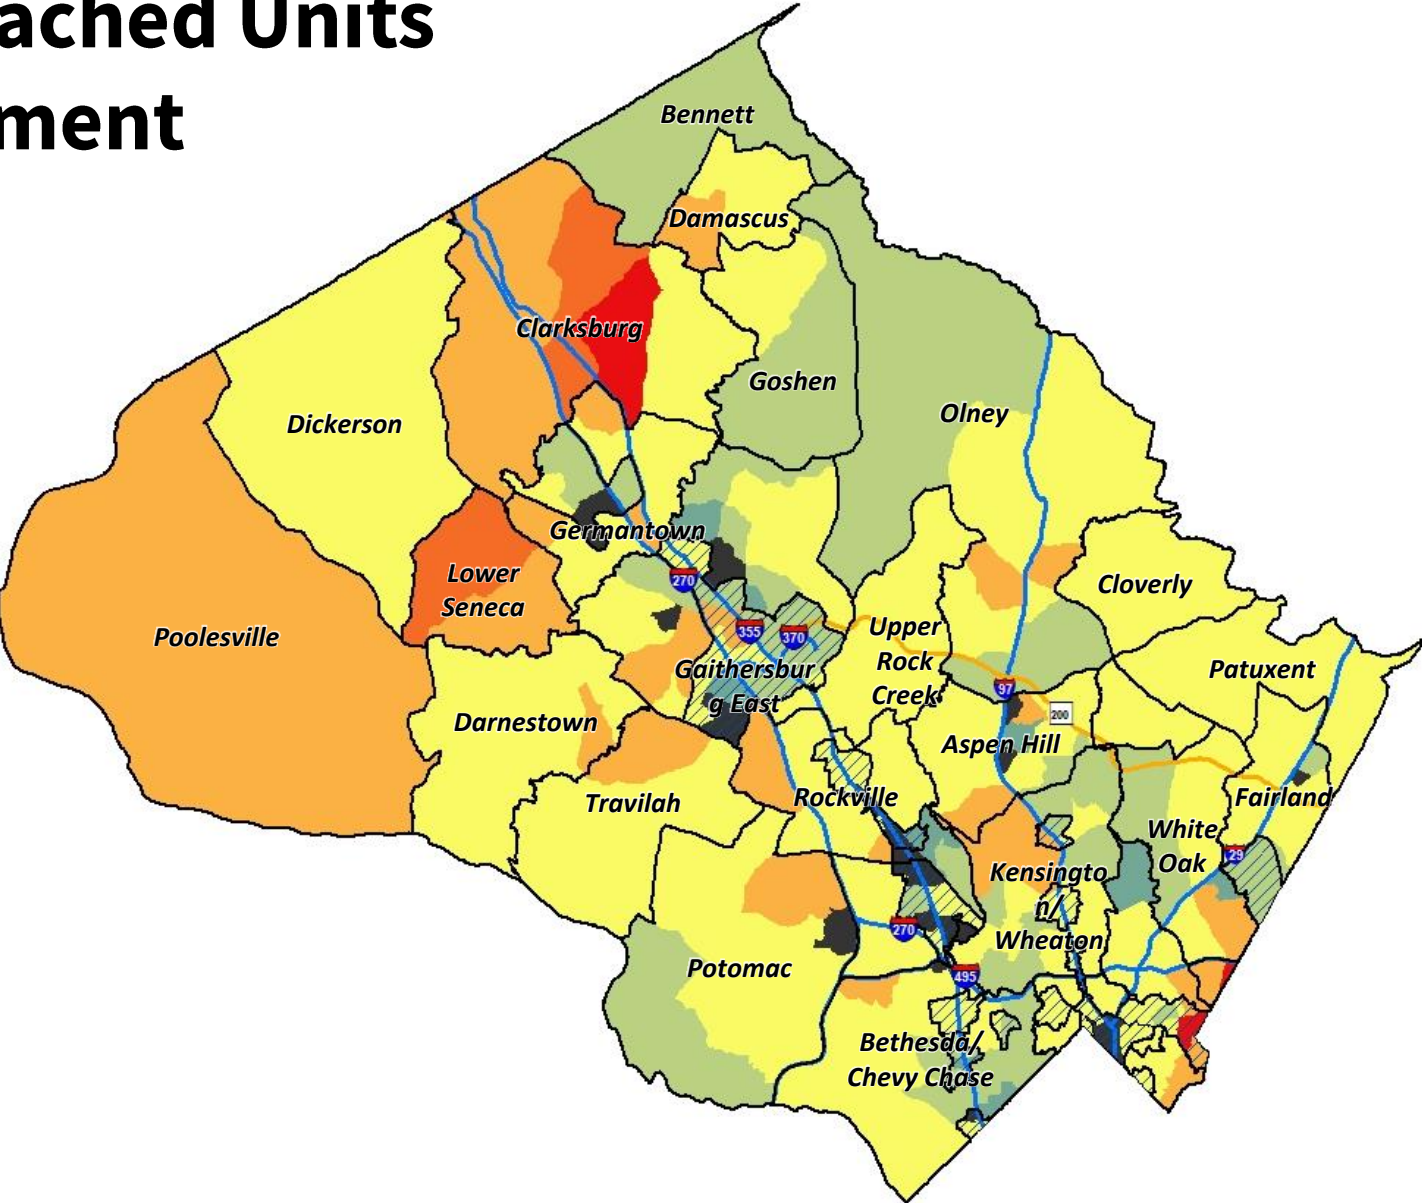 ached Units
ment
Bennett
Damascus
Clarksburg
Goshen
Dickerson
Olney
Germantown
Lower
Seneca
270
Cloverly
Poolesville
355
370
Upper
Rock
Creek
Gaithersbur
g East
Patuxent
97
200
Darnestown
Aspen Hill
Travilah
Rockville
Fairland
White
Oak
29
Kensingto
n/
Wheaton
270
Potomac
495
Bethesda/
Chevy Chase